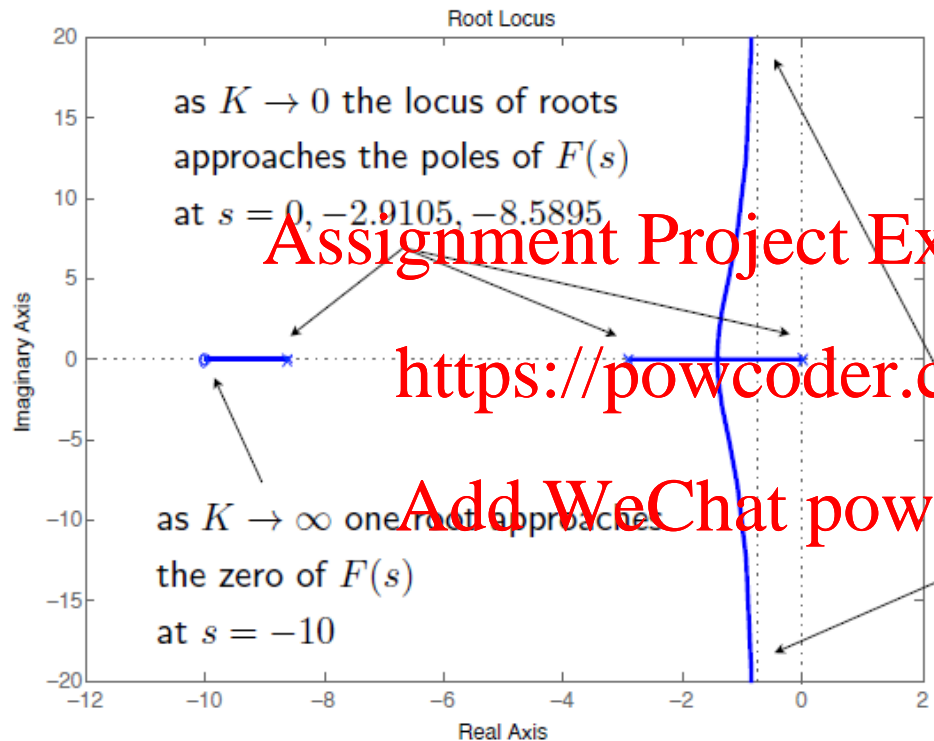 Root Locus
20
15
10
5
0
−5
−10
−15
−20
Imaginary Axis
as K → 0 the locus of roots
approaches the poles of F(s)
at s = 0, −2.9105, −8.5895
Assignment Project Ex
https://powcoder.c
Add WeChat pow
as K → ∞ one root approaches
the zero of F(s)
at s = −10
−12 −10 −8 −6 −4 −2 0 2
Real Axis